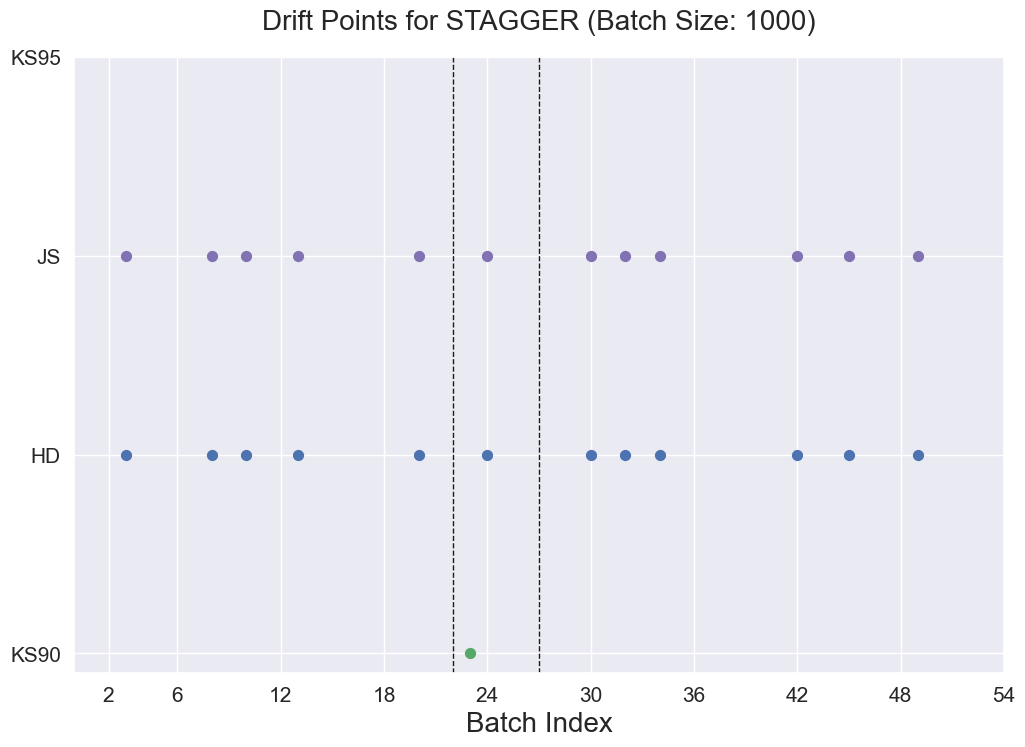 Drift Points for STAGGER (Batch Size: 1000)
KS95
JS
HD
KS90
2 6 12 18 24 30 36 42 48 54
Batch Index